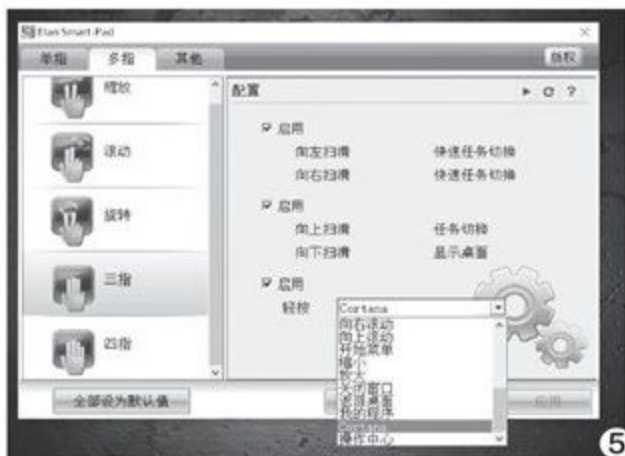 Elan Smart-Pad
单指 多指 其他 版权
缩放
滚动
旋转
三指
四指
全部设为默认值
配置
启用
向左扫滑 快速任务切换
向右扫滑 快速任务切换
启用
向上扫滑 任务切换
向下扫滑 显示桌面
启用
轻按 Cortana
向右滚动
向上滚动
开始菜单
缩小
放大
关闭窗口
返回桌面
我的程序
Cortana
操作中心
应用
⑤